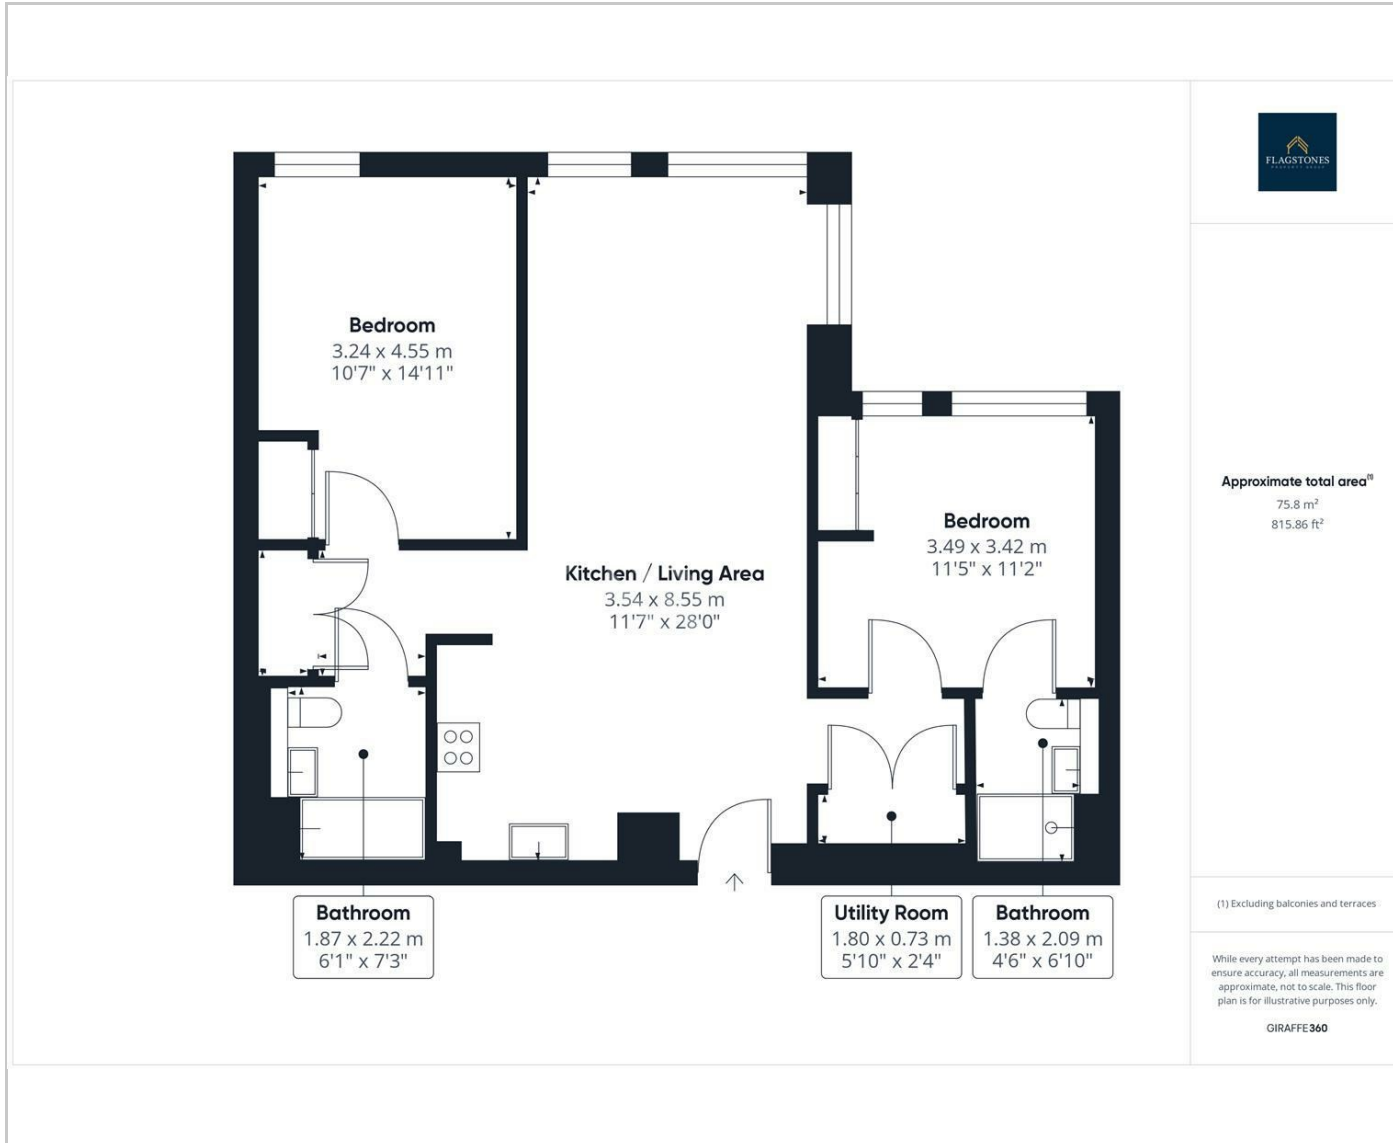 Bedroom
3.24 x 4.55 m
10'7" x 14'11"
Kitchen / Living Area
3.54 x 8.55 m
11'7" x 28'0"
Bedroom
3.49 x 3.42 m
11'5" x 11'2"
Bathroom
1.87 x 2.22 m
6'1" x 7'3"
Utility Room
1.80 x 0.73 m
5'10" x 2'4"
Bathroom
1.38 x 2.09 m
4'6" x 6'10"
FLAGSTONES
PROPERTY GROUP
Approximate total area(1)
75.8 m²
815.86 ft²
(1) Excluding balconies and terraces
While every attempt has been made to
ensure accuracy, all measurements are
approximate, not to scale. This floor
plan is for illustrative purposes only.
GIRAFFE360